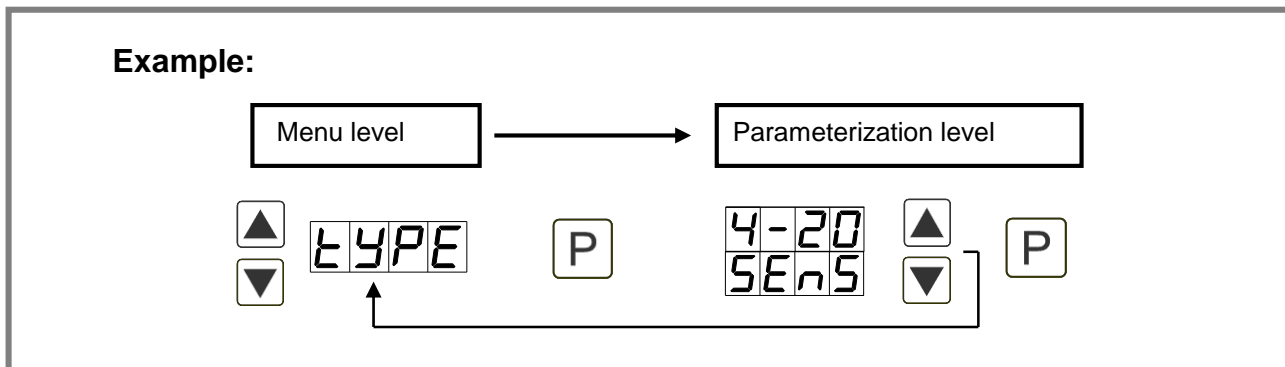 Example:
Menu level
Parameterization level
tYPE
P
4-20
SEnS
P